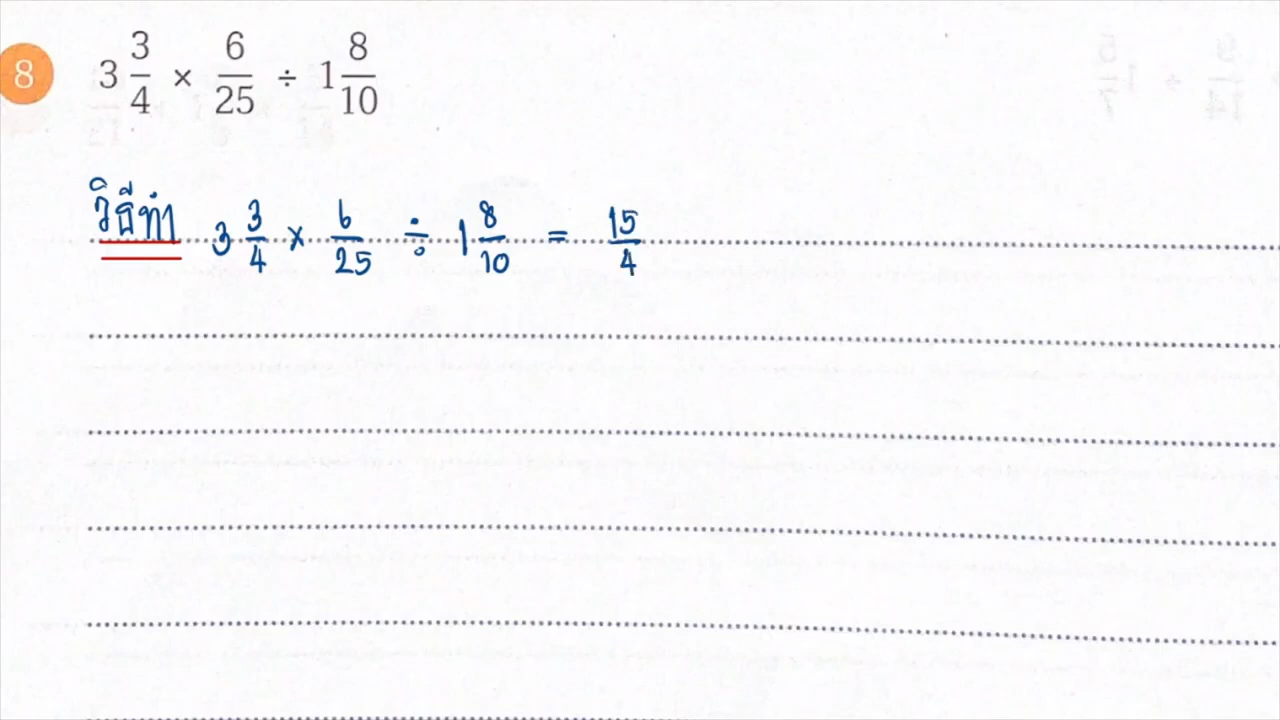 8 3 3/4 × 6/25 ÷ 1 8/10
วิธีทำ 3 3/4 × 6/25 ÷ 1 8/10 = 15/4